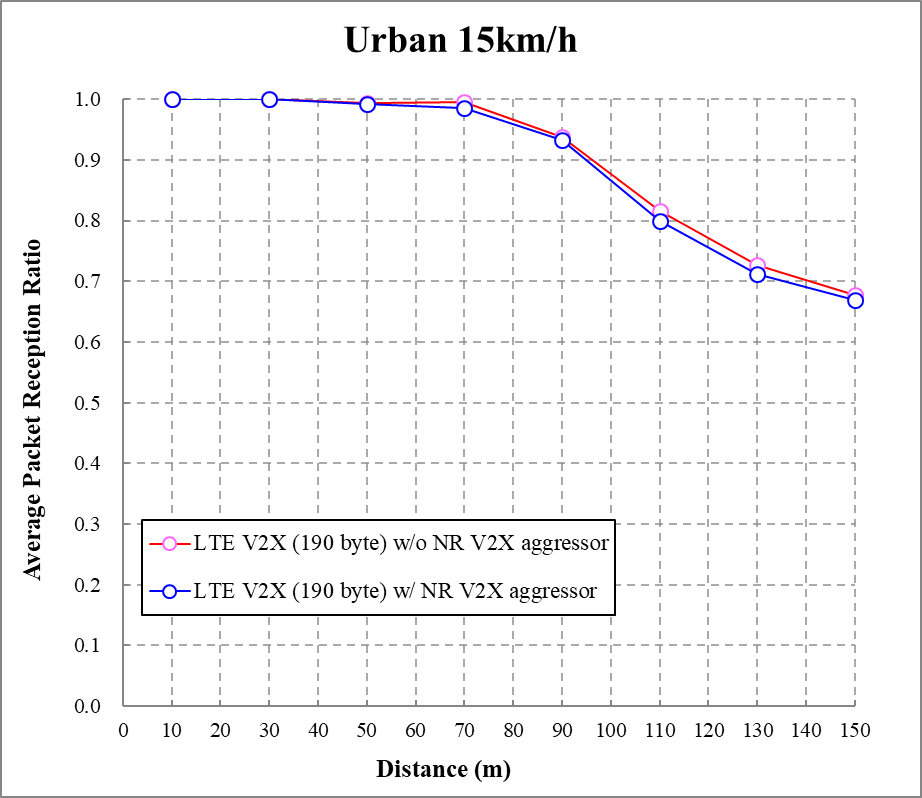 Urban 15km/h
Average Packet Reception Ratio
1.0
0.9
0.8
0.7
0.6
0.5
0.4
0.3
0.2
0.1
0.0
LTE V2X (190 byte) w/o NR V2X aggressor
LTE V2X (190 byte) w/ NR V2X aggressor
0 10 20 30 40 50 60 70 80 90 100 110 120 130 140 150
Distance (m)